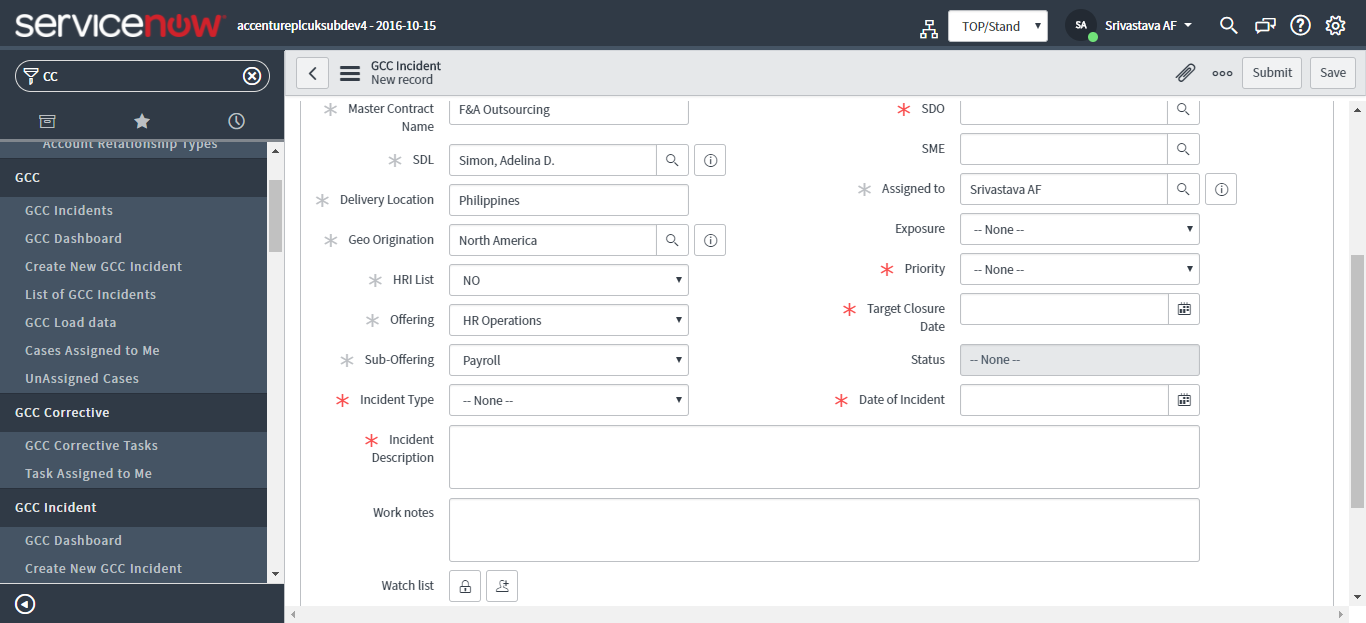 servicenow accentureplcuksubdev4 - 2016-10-15 TOP/Stand SA Srivastava AF
CC
Account Relationship Types
GCC
GCC Incidents
GCC Dashboard
Create New GCC Incident
List of GCC Incidents
GCC Load data
Cases Assigned to Me
UnAssigned Cases
GCC Corrective
GCC Corrective Tasks
Task Assigned to Me
GCC Incident
GCC Dashboard
Create New GCC Incident
GCC Incident
New record
Submit Save
Master Contract
Name
F&A Outsourcing
SDL Simon, Adelina D.
Delivery Location Philippines
Geo Origination North America
HRI List NO
Offering HR Operations
Sub-Offering Payroll
Incident Type -- None --
SDO
SME
Assigned to Srivastava AF
Exposure -- None --
Priority -- None --
Target Closure
Date
Status -- None --
Date of Incident
Incident
Description
Work notes
Watch list